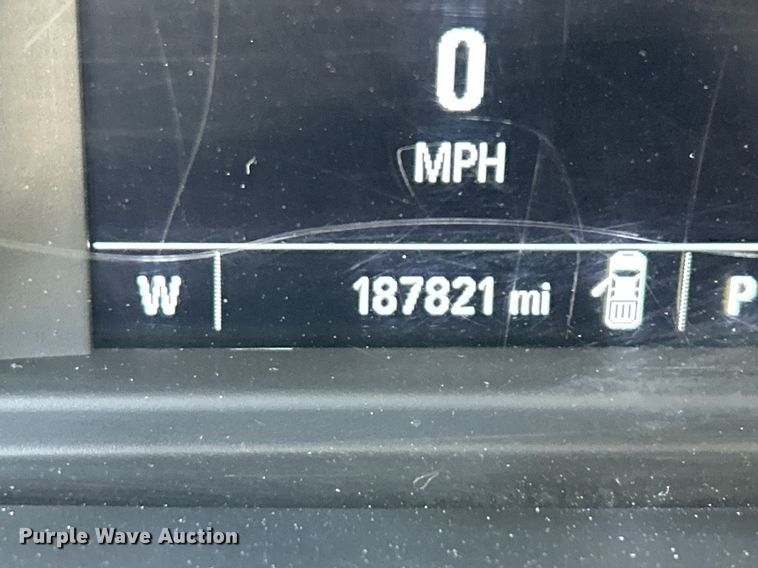 0
MPH
W 187821 mi P
Purple Wave Auction